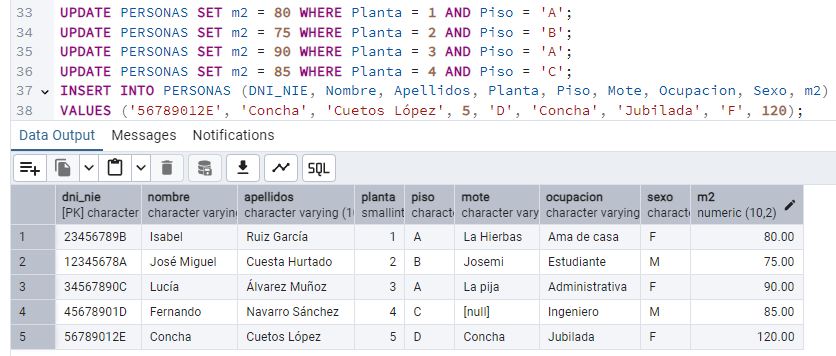 33 UPDATE PERSONAS SET m2 = 80 WHERE Planta = 1 AND Piso = 'A';
34 UPDATE PERSONAS SET m2 = 75 WHERE Planta = 2 AND Piso = 'B';
35 UPDATE PERSONAS SET m2 = 90 WHERE Planta = 3 AND Piso = 'A';
36 UPDATE PERSONAS SET m2 = 85 WHERE Planta = 4 AND Piso = 'C';
37 INSERT INTO PERSONAS (DNI_NIE, Nombre, Apellidos, Planta, Piso, Mote, Ocupacion, Sexo, m2)
38 VALUES ('56789012E', 'Concha', 'Cuetos López', 5, 'D', 'Concha', 'Jubilada', 'F', 120);
Data Output Messages Notifications
SQL
dni_nie nombre apellidos planta piso mote ocupacion sexo m2
[PK] character character varyin character varying (10 smallint charact character vary character varying charact numeric (10,2)
1 23456789B Isabel Ruiz García 1 A La Hierbas Ama de casa F 80.00
2 12345678A José Miguel Cuesta Hurtado 2 B Josemi Estudiante M 75.00
3 34567890C Lucía Álvarez Muñoz 3 A La pija Administrativa F 90.00
4 45678901D Fernando Navarro Sánchez 4 C [null] Ingeniero M 85.00
5 56789012E Concha Cuetos López 5 D Concha Jubilada F 120.00